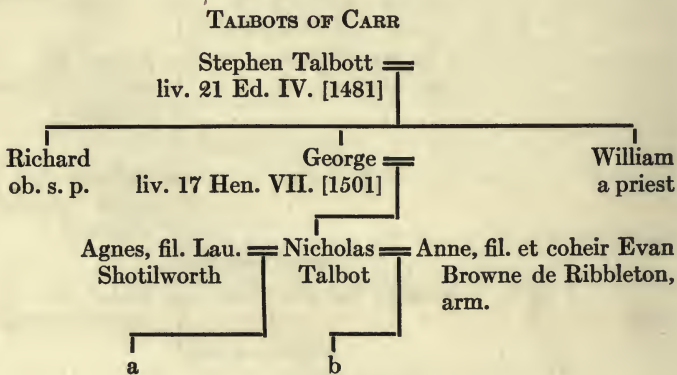 TALBOTS OF CARR
Stephen Talbott
liv. 21 Ed. IV. [1481]
Richard
ob. s. p.
George
liv. 17 Hen. VII. [1501]
William
a priest
Agnes, fil. Lau.
Shotilworth
Nicholas
Talbot
Anne, fil. et coheir Evan
Browne de Ribbleton,
arm.
a
b